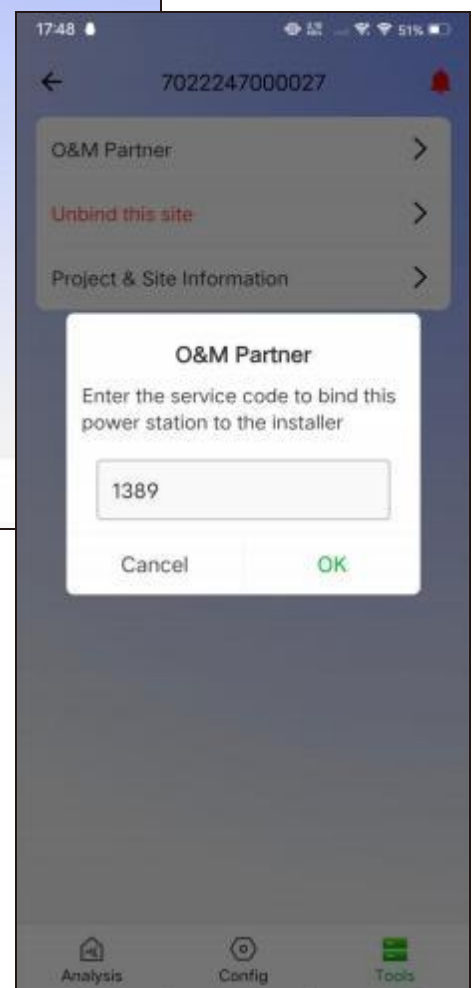 17:48
51%
7022247000027
O&M Partner
Unbind this site
Project & Site Information
O&M Partner
Enter the service code to bind this
power station to the installer
1389
Cancel OK
Analysis Config Tools